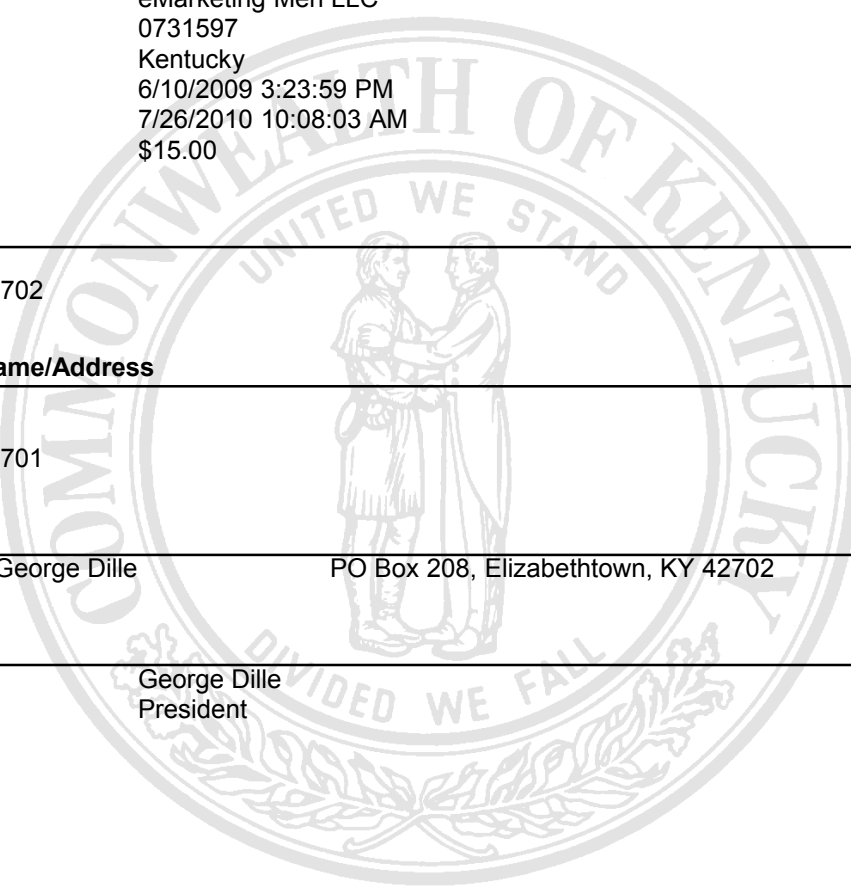 eMarketing Men LLC
0731597
Kentucky
6/10/2009 3:23:59 PM
7/26/2010 10:08:03 AM
$15.00
702
ame/Address
701
George Dille PO Box 208, Elizabethtown, KY 42702
George Dille
President
COMMONWEALTH OF KENTUCKY
UNITED WE STAND
DIVIDED WE FALL